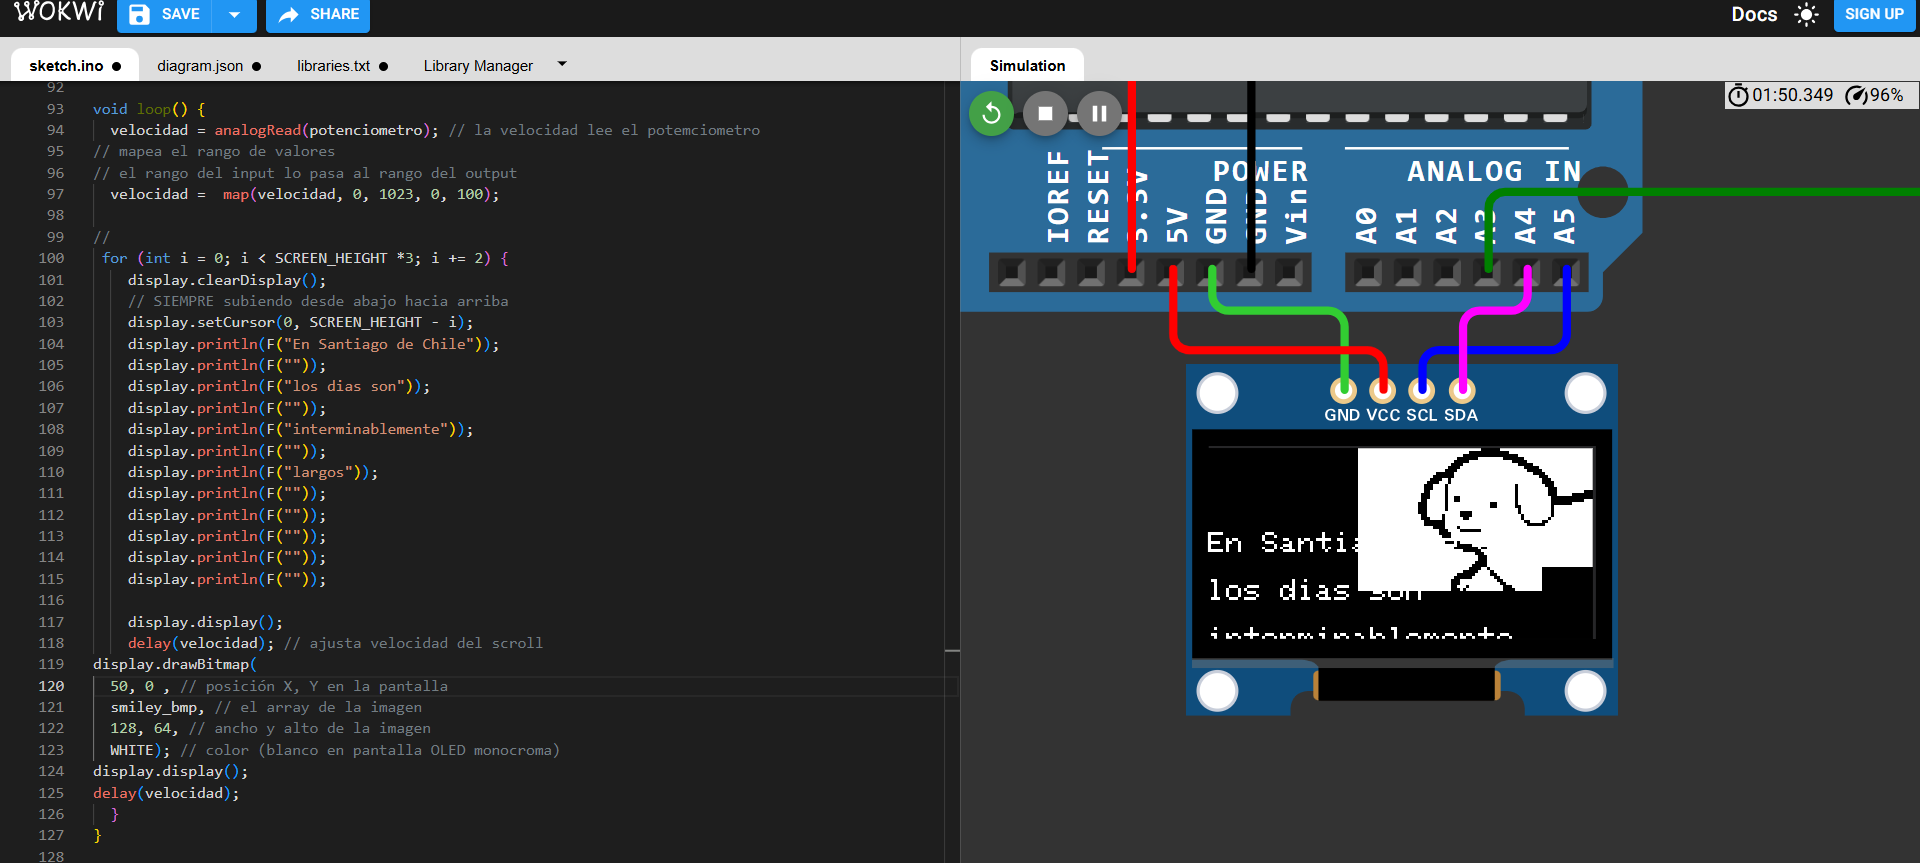 WOKWi SAVE SHARE Docs SIGN UP
sketch.ino diagram.json libraries.txt Library Manager
92
93 void loop() {
94 velocidad = analogRead(potenciometro); // la velocidad lee el potemciometro
95 // mapea el rango de valores
96 // el rango del input lo pasa al rango del output
97 velocidad =  map(velocidad, 0, 1023, 0, 100);
98
99 //
100 for (int i = 0; i < SCREEN_HEIGHT *3; i += 2) {
101 display.clearDisplay();
102 // SIEMPRE subiendo desde abajo hacia arriba
103 display.setCursor(0, SCREEN_HEIGHT - i);
104 display.println(F("En Santiago de Chile"));
105 display.println(F(""));
106 display.println(F("los dias son"));
107 display.println(F(""));
108 display.println(F("interminablemente"));
109 display.println(F(""));
110 display.println(F("largos"));
111 display.println(F(""));
112 display.println(F(""));
113 display.println(F(""));
114 display.println(F(""));
115 display.println(F(""));
116
117 display.display();
118 delay(velocidad); // ajusta velocidad del scroll
119 display.drawBitmap(
120 50, 0 , // posición X, Y en la pantalla
121 smiley_bmp, // el array de la imagen
122 128, 64, // ancho y alto de la imagen
123 WHITE); // color (blanco en pantalla OLED monocroma)
124 display.display();
125 delay(velocidad);
126 }
127 }
128
Simulation
01:50.349 96%
POWER ANALOG IN
IOREF RESET 3.3V 5V GND GND Vin A0 A1 A2 A3 A4 A5
GND VCC SCL SDA
En Santia
los dias son
interminablemente